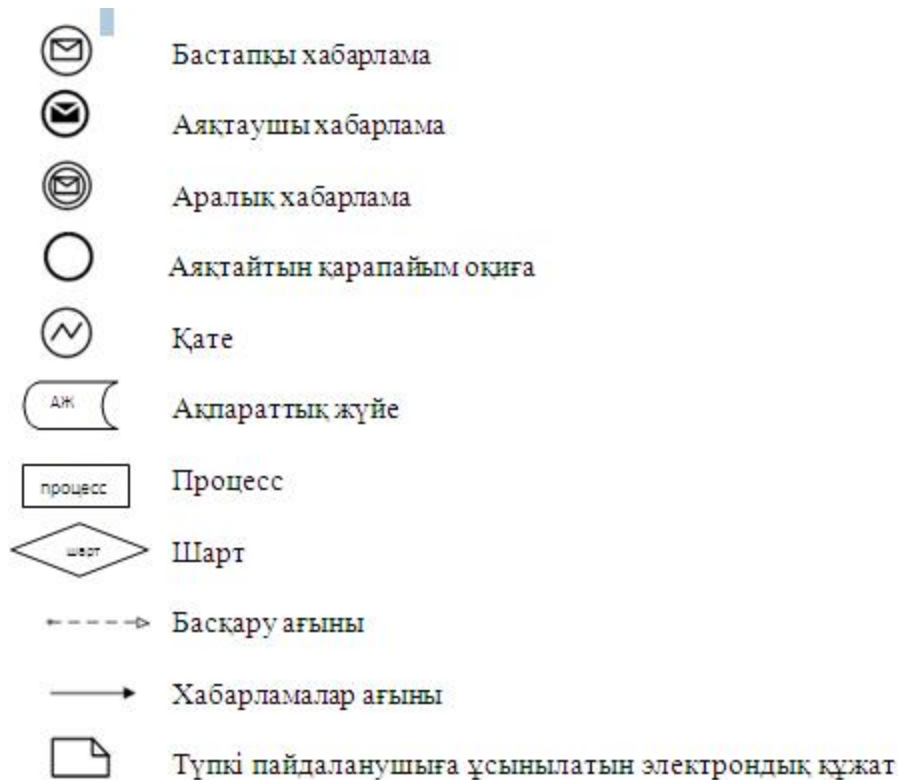 Бастапқы хабарлама
Аяқтаушы хабарлама
Аралық хабарлама
Аяқтайтын қарапайым оқиға
Қате
АЖ Ақпараттық жүйе
процесс Процесс
шарт Шарт
Басқару ағыны
Хабарламалар ағыны
Түпкі пайдаланушыға ұсынылатын электрондық құжат